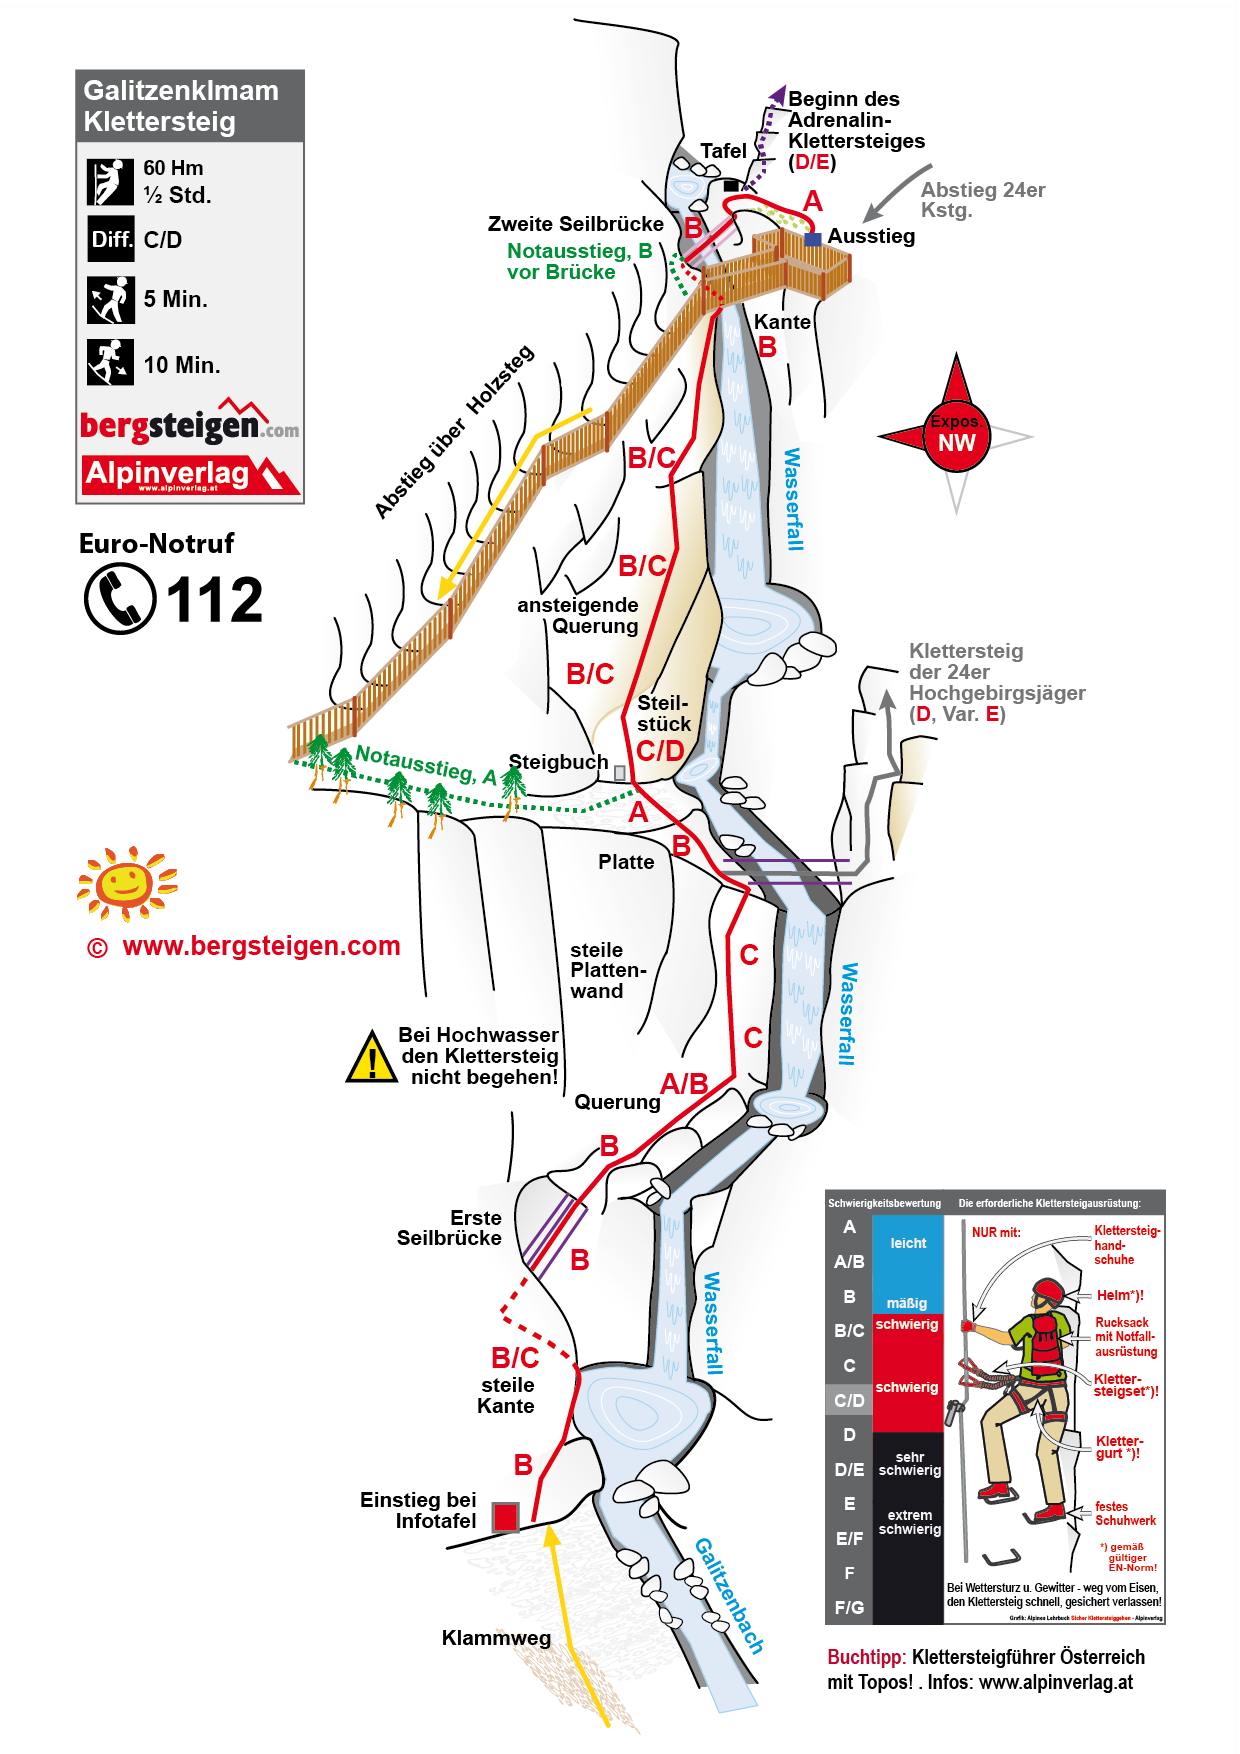 Galitzenklmam
Klettersteig
60 Hm
½ Std.
Diff.
C/D
5 Min.
10 Min.
bergsteigen.com
Alpinverlag
www.alpinverlag.at
Euro-Notruf
112
© www.bergsteigen.com
Beginn des
Adrenalin-
Klettersteiges
(D/E)
Tafel
A
Abstieg 24er
Kstg.
Zweite Seilbrücke
B
Ausstieg
Notausstieg, B
vor Brücke
Kante
B
Abstieg über Holzsteg
Expos.
NW
B/C
Wasserfall
B/C
ansteigende
Querung
B/C
Klettersteig
der 24er
Hochgebirgsjäger
(D, Var. E)
Steil-
stück
C/D
Notausstieg, A
Steigbuch
A
B
Platte
steile
Platten-
wand
C
Wasserfall
C
Bei Hochwasser
den Klettersteig
nicht begehen!
!
A/B
Querung
B
Erste
Seilbrücke
B
Wasserfall
B/C
steile
Kante
B
Einstieg bei
Infotafel
Galitzenbach
Klammweg
Schwierigkeitsbewertung
A
A/B
B
B/C
C
C/D
D
D/E
E
E/F
F
F/G
leicht
mäßig
schwierig
schwierig
sehr
schwierig
extrem
schwierig
Die erforderliche Klettersteigausrüstung:
NUR mit:
Klettersteig-
hand-
schuhe
Helm*)!
Rucksack
mit Notfall-
ausrüstung
Kletter-
steigset*)!
Kletter-
gurt *)!
festes
Schuhwerk
*) gemäß
gültiger
EN-Norm!
Bei Wettersturz u. Gewitter - weg vom Eisen,
den Klettersteig schnell, gesichert verlassen!
Grafik: Alpines Lehrbuch Sicher Klettersteiggehen - Alpinverlag
Buchtipp: Klettersteigführer Österreich
mit Topos! . Infos: www.alpinverlag.at